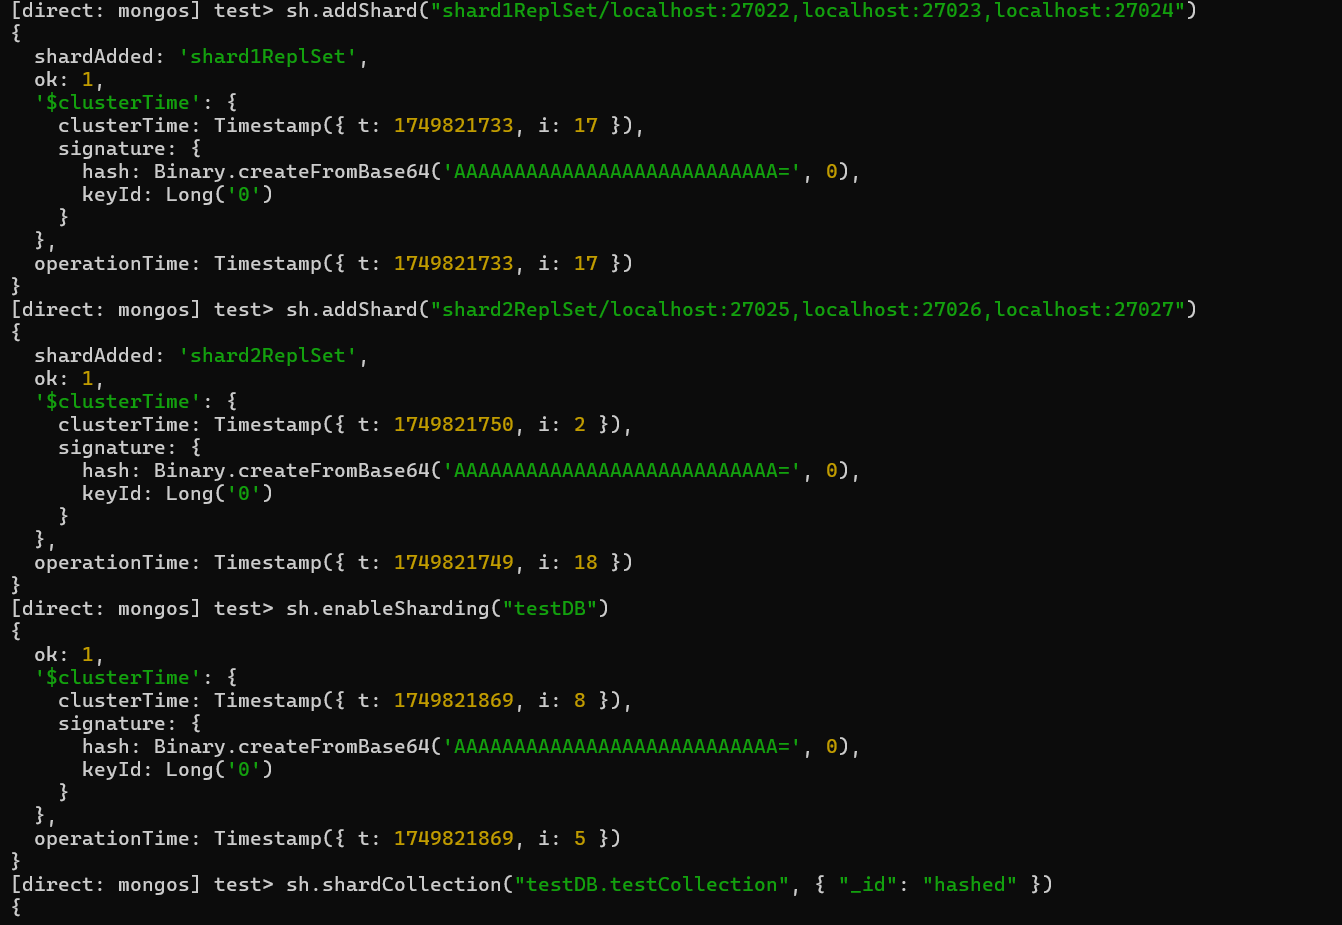 [direct: mongos] test> sh.addShard("shard1ReplSet/localhost:27022,localhost:27023,localhost:27024")
{
  shardAdded: 'shard1ReplSet',
  ok: 1,
  '$clusterTime': {
    clusterTime: Timestamp({ t: 1749821733, i: 17 }),
    signature: {
      hash: Binary.createFromBase64('AAAAAAAAAAAAAAAAAAAAAAAAAAA=', 0),
      keyId: Long('0')
    }
  },
  operationTime: Timestamp({ t: 1749821733, i: 17 })
}
[direct: mongos] test> sh.addShard("shard2ReplSet/localhost:27025,localhost:27026,localhost:27027")
{
  shardAdded: 'shard2ReplSet',
  ok: 1,
  '$clusterTime': {
    clusterTime: Timestamp({ t: 1749821750, i: 2 }),
    signature: {
      hash: Binary.createFromBase64('AAAAAAAAAAAAAAAAAAAAAAAAAAA=', 0),
      keyId: Long('0')
    }
  },
  operationTime: Timestamp({ t: 1749821749, i: 18 })
}
[direct: mongos] test> sh.enableSharding("testDB")
{
  ok: 1,
  '$clusterTime': {
    clusterTime: Timestamp({ t: 1749821869, i: 8 }),
    signature: {
      hash: Binary.createFromBase64('AAAAAAAAAAAAAAAAAAAAAAAAAAA=', 0),
      keyId: Long('0')
    }
  },
  operationTime: Timestamp({ t: 1749821869, i: 5 })
}
[direct: mongos] test> sh.shardCollection("testDB.testCollection", { "_id": "hashed" })
{